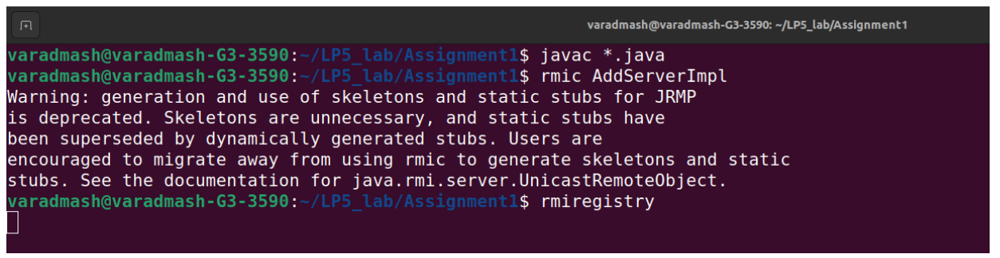 varadmash@varadmash-G3-3590: ~/LP5_lab/Assignment1
varadmash@varadmash-G3-3590:~/LP5_lab/Assignment1$ javac *.java
varadmash@varadmash-G3-3590:~/LP5_lab/Assignment1$ rmic AddServerImpl
Warning: generation and use of skeletons and static stubs for JRMP
is deprecated. Skeletons are unnecessary, and static stubs have
been superseded by dynamically generated stubs. Users are
encouraged to migrate away from using rmic to generate skeletons and static
stubs. See the documentation for java.rmi.server.UnicastRemoteObject.
varadmash@varadmash-G3-3590:~/LP5_lab/Assignment1$ rmiregistry